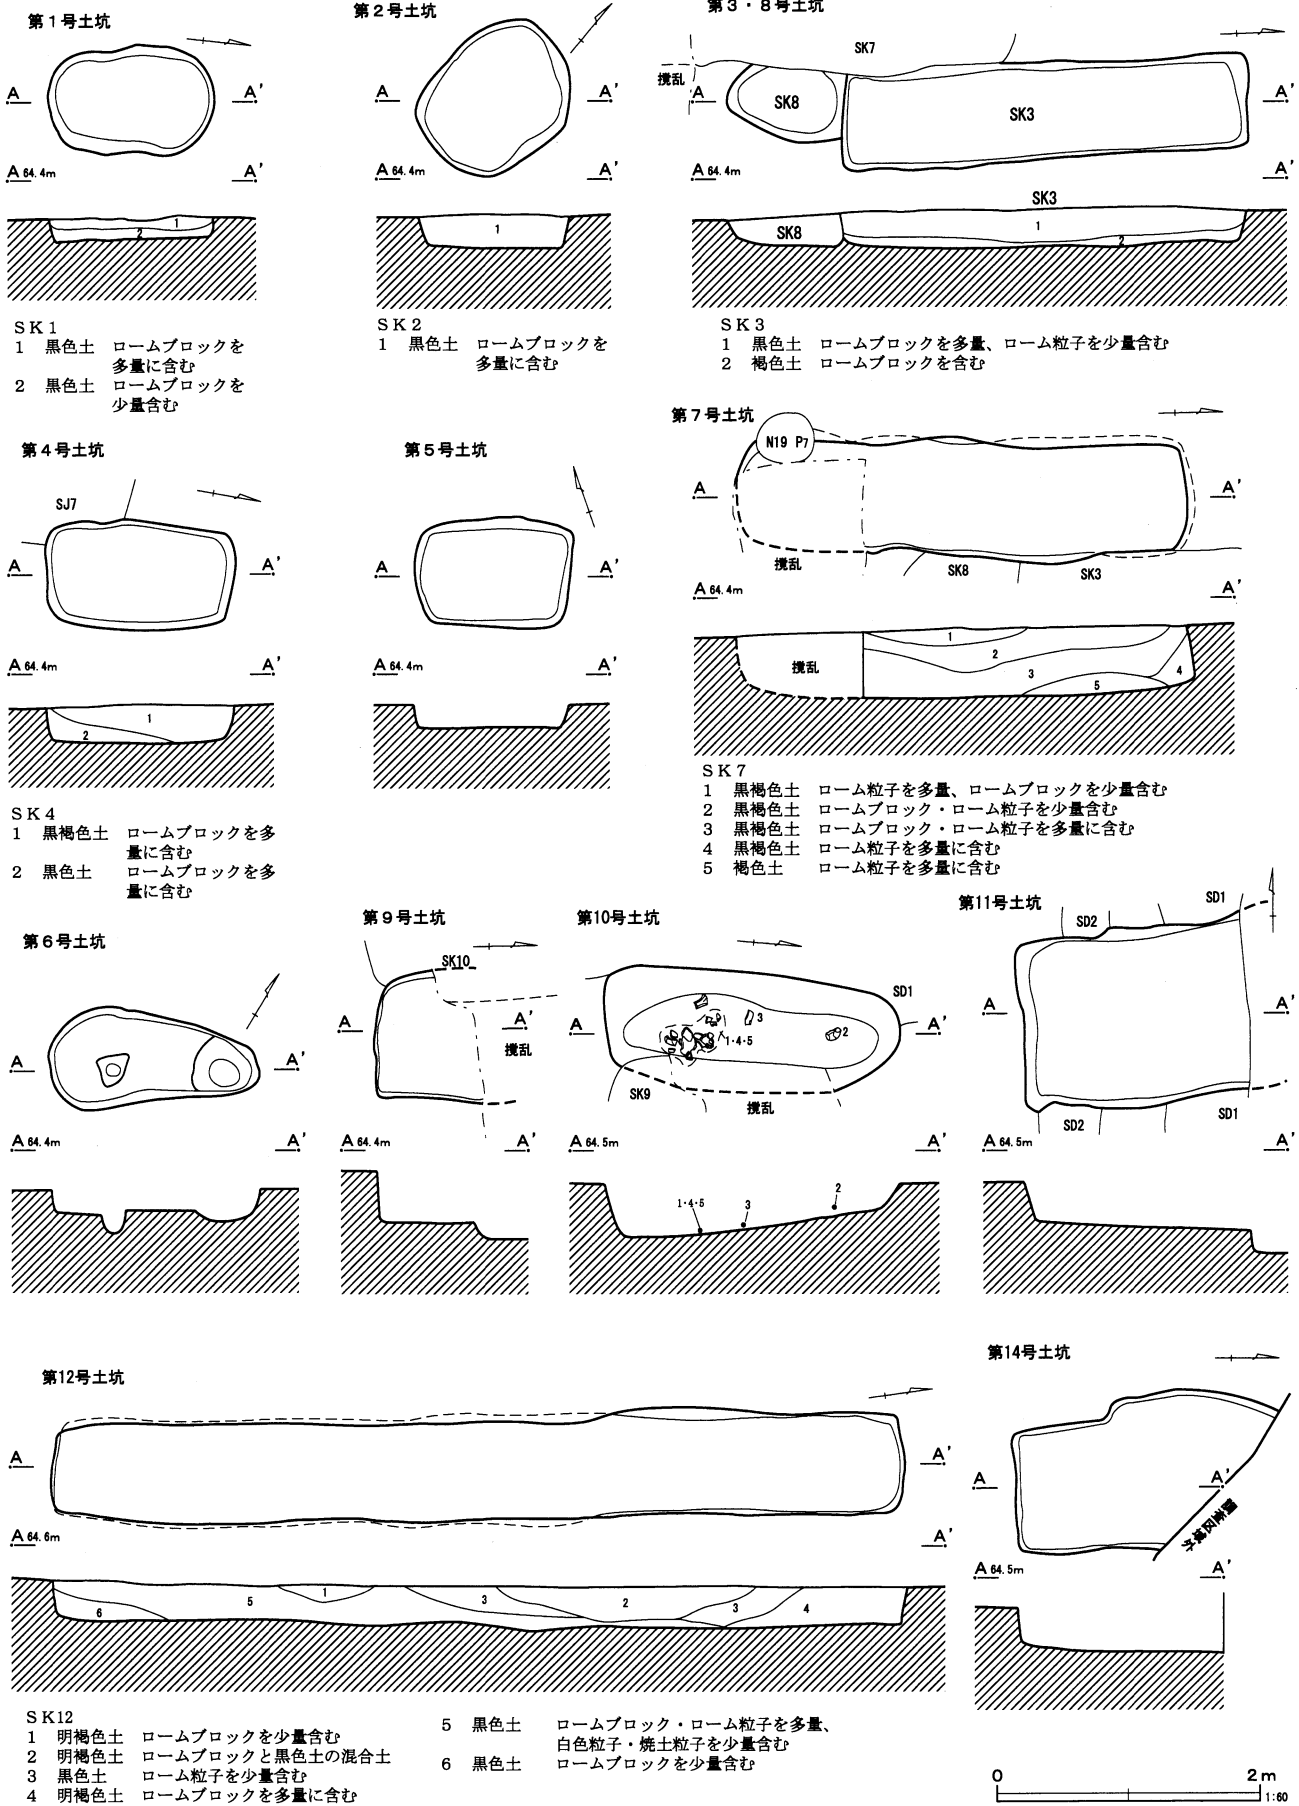 第1号土坑
A A'
A 64.4m A'
1
2
SK1
1 黒色土 ロームブロックを
多量に含む
2 黒色土 ロームブロックを
少量含む
第2号土坑
A A'
A 64.4m A'
1
SK2
1 黒色土 ロームブロックを
多量に含む
第3・8号土坑
SK7
攪乱
A SK8 SK3 A'
A 64.4m A'
SK3
SK8 1
2
SK3
1 黒色土 ロームブロックを多量、ローム粒子を少量含む
2 褐色土 ロームブロックを含む
第4号土坑
SJ7
A A'
A 64.4m A'
1
2
SK4
1 黒褐色土 ロームブロックを多
量に含む
2 黒色土 ロームブロックを多
量に含む
第5号土坑
A A'
A 64.4m A'
第7号土坑
N19 P7
A A'
攪乱 SK8 SK3
A 64.4m A'
攪乱 1 2 3 4 5
SK7
1 黒褐色土 ローム粒子を多量、ロームブロックを少量含む
2 黒褐色土 ロームブロック・ローム粒子を少量含む
3 黒褐色土 ロームブロック・ローム粒子を多量に含む
4 黒褐色土 ローム粒子を多量に含む
5 褐色土 ローム粒子を多量に含む
第6号土坑
A A'
A 64.4m A'
第9号土坑
SK10
A A'
攪乱
A 64.4m A'
第10号土坑
SD1
A A'
3 2
1・4・5
SK9 攪乱
A 64.5m A'
1・4・5 3 2
第11号土坑
SD2 SD1
A A'
SD2 SD1
A 64.5m A'
第12号土坑
A A'
A 64.6m A'
6 5 1 3 2 3 4
SK12
1 明褐色土 ロームブロックを少量含む
2 明褐色土 ロームブロックと黒色土の混合土
3 黒色土 ローム粒子を少量含む
4 明褐色土 ロームブロックを多量に含む
5 黒色土 ロームブロック・ローム粒子を多量、
白色粒子・焼土粒子を少量含む
6 黒色土 ロームブロックを少量含む
第14号土坑
A A'
調査区域外
A 64.5m A'
0 2m
1:60